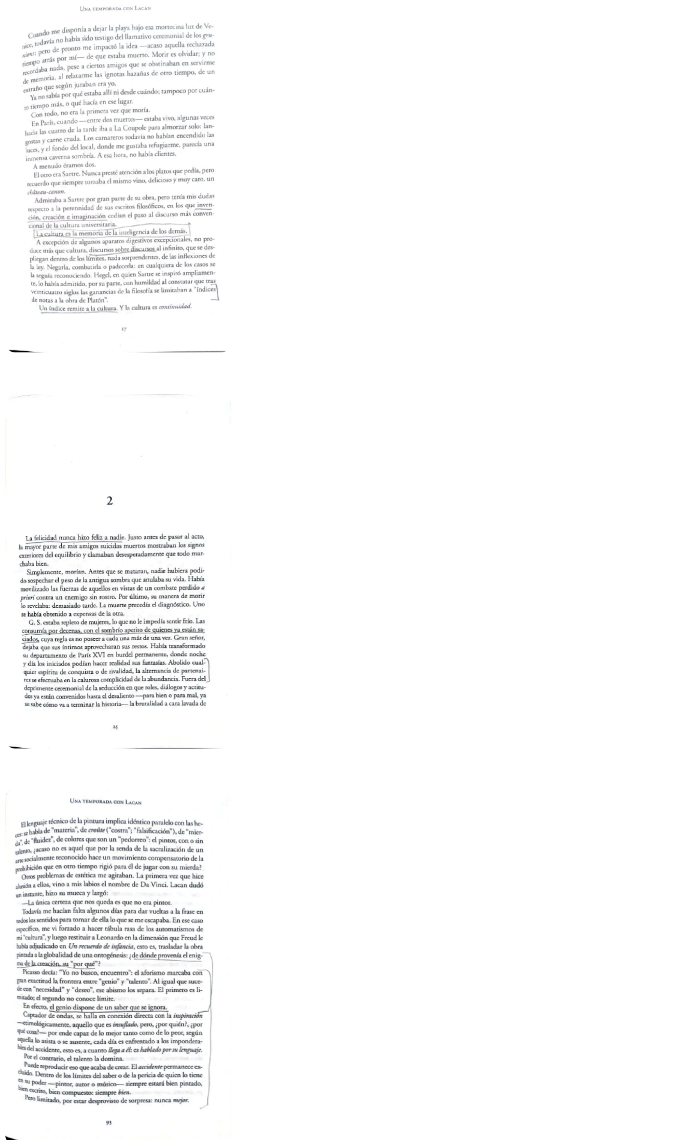 UNA TEMPORADA CON LACAN
Cuando me disponía a dejar la playa bajo esa mortecina luz de Ve-
nice, todavía no había sido testigo del llamativo ceremonial de los gru-
nions; pero de pronto me impactó la idea —acaso aquella rechazada
tiempo atrás por mí— de que estaba muerto. Morir es olvidar; y no
recordaba nada, pese a ciertos amigos que se obstinaban en servirme
de memoria, al relatarme las ignotas hazañas de otro tiempo, de un
extraño que según juraban era yo.
Ya no sabía por qué estaba allí ni desde cuándo; tampoco por cuán-
to tiempo más, o qué hacía en ese lugar.
Con todo, no era la primera vez que moría.
En París, cuando —entre dos muertes— estaba vivo, algunas veces
hacia las cuatro de la tarde iba a La Coupole para almorzar solo: lan-
gostas y carne cruda. Los camareros todavía no habían encendido las
luces, y el fondo del local, donde me gustaba refugiarme, parecía una
inmensa caverna sombría. A esa hora, no había clientes.
A menudo éramos dos.
El otro era Sartre. Nunca presté atención a los platos que pedía, pero
recuerdo que siempre tomaba el mismo vino, delicioso y muy caro, un
château-canon.
Admiraba a Sartre por gran parte de su obra, pero tenía mis dudas
respecto a la perennidad de sus escritos filosóficos, en los que inven-
ción, creación e imaginación cedían el paso al discurso más conven-
cional de la cultura universitaria.
La cultura es la memoria de la inteligencia de los demás.
A excepción de algunos aparatos digestivos excepcionales, no pro-
duce más que cultura, discursos sobre discursos al infinito, que se des-
pliegan dentro de los límites, nada sorprendentes, de las inflexiones de
la ley. Negarla, combatirla o padecerla: en cualquiera de los casos se
la seguía reconociendo. Hegel, en quien Sartre se inspira ampliamen-
te, lo había admitido, por su parte, con humildad al constatar que tras
veinticuatro siglos las ganancias de la filosofía se limitaban a "índices
de notas a la obra de Platón".
Un índice remite a la cultura. Y la cultura es continuidad.
17
2
La felicidad nunca hizo feliz a nadie. Justo antes de pasar al acto,
la mayor parte de mis amigos suicidas muertos mostraban los signos
exteriores del equilibrio y clamaban desesperadamente que todo mar-
chaba bien.
Simplemente, morían. Antes que se mataran, nadie hubiera podi-
do sospechar el peso de la antigua sombra que anulaba su vida. Había
movilizado las fuerzas de aquellos en vistas de un combate perdido a
priori contra un enemigo sin rostro. Por último, su manera de morir
lo revelaba: demasiado tarde. La muerte precedía el diagnóstico. Uno
se había obtenido a expensas de la otra.
G. S. estaba repleto de mujeres, lo que no le impedía sentir frío. Las
consumía por decenas, con el sombrío apetito de quienes ya están sa-
ciados, cuya regla es no poseer a cada una más de una vez. Gran señor,
dejaba que sus íntimos aprovecharan sus restos. Había transformado
su departamento de París XVI en burdel permanente, donde noche
y día los iniciados podían hacer realidad sus fantasías. Abolido cual-
quier espíritu de conquista o de rivalidad, la alternancia de partenai-
res se efectuaba en la calurosa complicidad de la abundancia. Fuera del
deprimente ceremonial de la seducción en que roles, diálogos y actitu-
des ya están convenidos hasta el desaliento —para bien o para mal, ya
se sabe cómo va a terminar la historia— la brutalidad a cara lavada de
UNA TEMPORADA CON LACAN
El lenguaje técnico de la pintura implica idéntico paralelo con las he-
ces: se habla de "materia", de croûte ("costra"; "falsificación"), de "mier-
da", de "fluidez", de colores que son un "pedorreo": el pintor, con o sin
talento, ¿acaso no es aquel que por la senda de la sacralización de un
arte socialmente reconocido hace un movimiento compensatorio de la
prohibición que en otro tiempo rigió para él de jugar con su mierda?
Otros problemas de estética me agitaban. La primera vez que hice
alusión a ellos, vino a mis labios el nombre de Da Vinci. Lacan dudó
un instante, hizo su mueca y largó:
—La única certeza que nos queda es que no era pintor.
Todavía me hacían falta algunos días para dar vueltas a la frase en
todos los sentidos para tomar de ella lo que se me escapaba. En ese caso
específico, me vi forzado a hacer tábula rasa de los automatismos de
mi "cultura", y luego restituir a Leonardo en la dimensión que Freud le
había adjudicado en Un recuerdo de infancia, esto es, trasladar la obra
pintada a la globalidad de una ontogénesis: ¿de dónde provenía el enig-
ma de la creación, su "por qué"?
Picasso decía: "Yo no busco, encuentro": el aforismo marcaba con
gran exactitud la frontera entre "genio" y "talento". Al igual que suce-
de con "necesidad" y "deseo", ese abismo los separa. El primero es li-
mitado; el segundo no conoce límite.
En efecto, el genio dispone de un saber que se ignora.
Captador de ondas, se halla en conexión directa con la inspiración
—etimológicamente, aquello que es insuflado, pero, ¿por quién?, ¿por
qué cosa?— por ende capaz de lo mejor tanto como de lo peor, según
aquella lo asista o se ausente, cada día es enfrentado a los impondera-
bles del accidente, esto es, a cuanto llega a él: es hablado por su lenguaje.
Por el contrario, el talento la domina.
Puede reproducir eso que acaba de crear. El accidente permanece ex-
cluido. Dentro de los límites del saber o de la pericia de quien lo tiene
en su poder —pintor, autor o músico— siempre estará bien pintado,
bien escrito, bien compuesto: siempre bien.
Pero limitado, por estar desprovisto de sorpresa: nunca mejor.
93